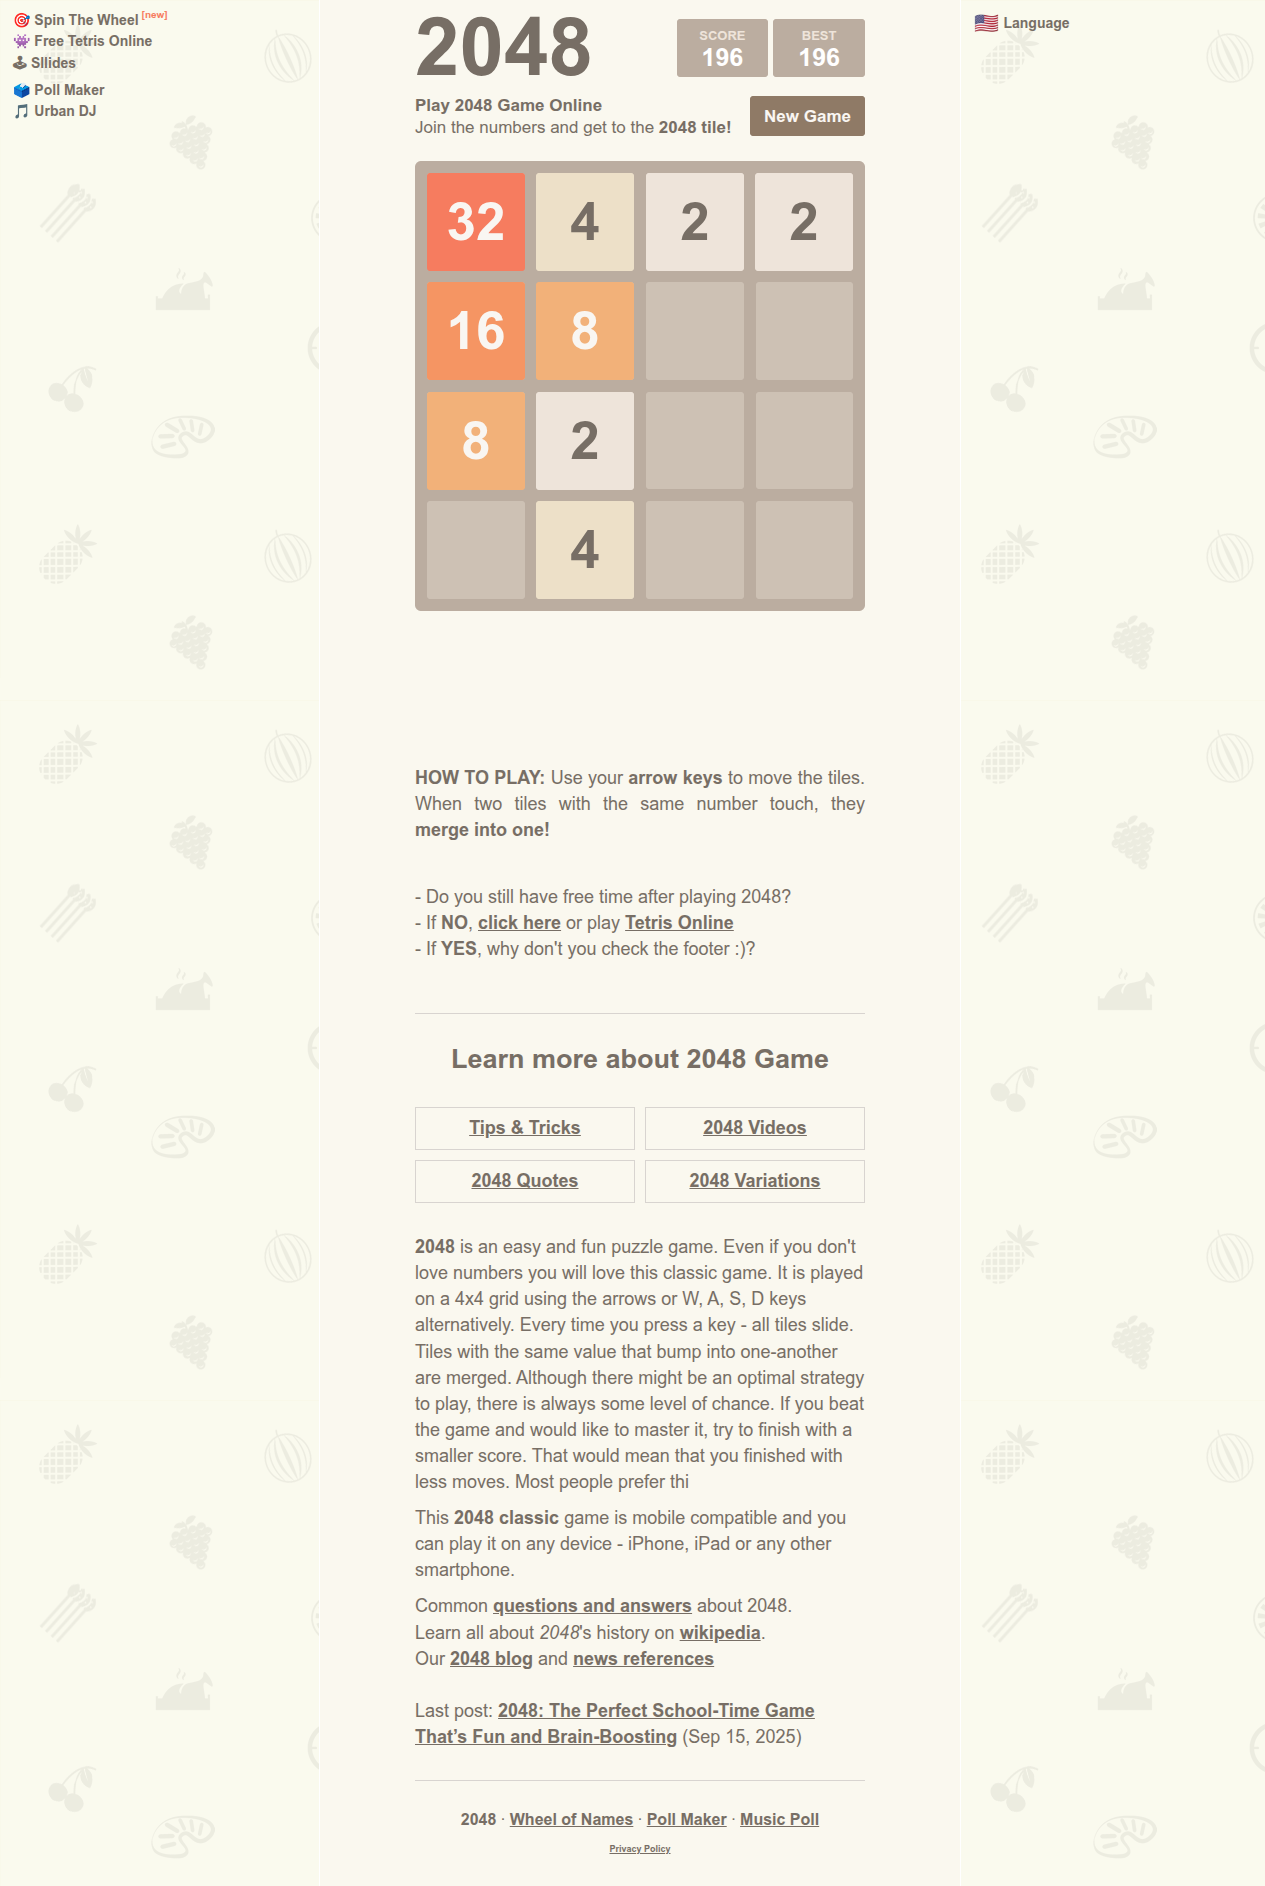 🎯 Spin The Wheel [new]
👾 Free Tetris Online
🕹 Sllides
🗳 Poll Maker
🎵 Urban DJ
🇺🇸 Language
2048
SCORE
196
BEST
196
Play 2048 Game Online
Join the numbers and get to the 2048 tile!
New Game
32 4 2 2
16 8
8 2
4
HOW TO PLAY: Use your arrow keys to move the tiles.
When two tiles with the same number touch, they
merge into one!
- Do you still have free time after playing 2048?
- If NO, click here or play Tetris Online
- If YES, why don't you check the footer :)?
Learn more about 2048 Game
Tips & Tricks
2048 Videos
2048 Quotes
2048 Variations
2048 is an easy and fun puzzle game. Even if you don't
love numbers you will love this classic game. It is played
on a 4x4 grid using the arrows or W, A, S, D keys
alternatively. Every time you press a key - all tiles slide.
Tiles with the same value that bump into one-another
are merged. Although there might be an optimal strategy
to play, there is always some level of chance. If you beat
the game and would like to master it, try to finish with a
smaller score. That would mean that you finished with
less moves. Most people prefer thi
This 2048 classic game is mobile compatible and you
can play it on any device - iPhone, iPad or any other
smartphone.
Common questions and answers about 2048.
Learn all about 2048's history on wikipedia.
Our 2048 blog and news references
Last post: 2048: The Perfect School-Time Game
That’s Fun and Brain-Boosting (Sep 15, 2025)
2048 · Wheel of Names · Poll Maker · Music Poll
Privacy Policy